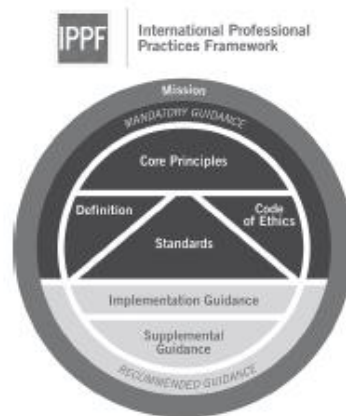 IPPF
International Professional
Practices Framework
Mission
MANDATORY GUIDANCE
Core Principles
Definition
Code
of Ethics
Standards
Implementation Guidance
Supplemental
Guidance
RECOMMENDED GUIDANCE